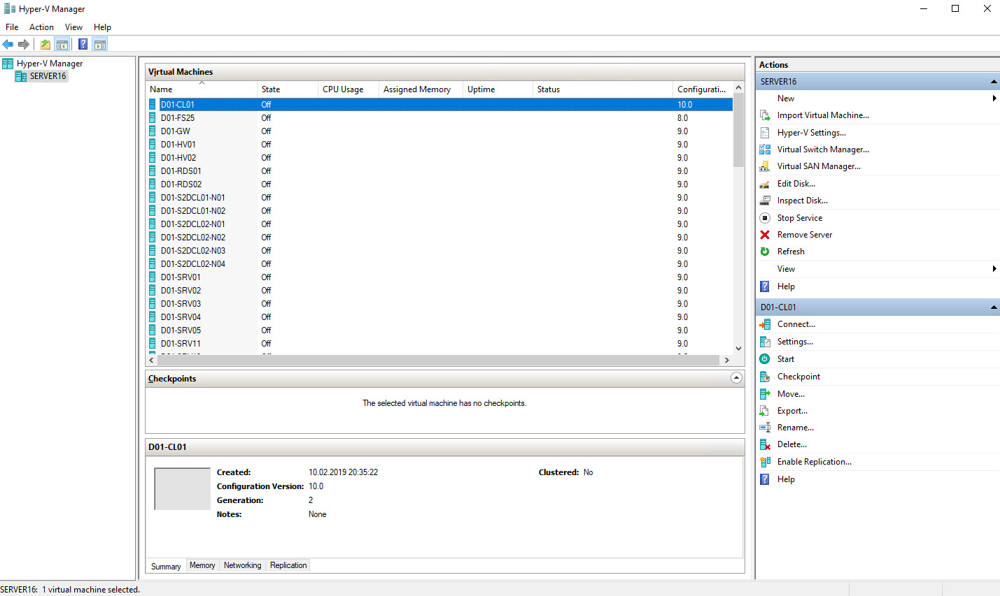 Hyper-V Manager
File Action View Help
Hyper-V Manager
SERVER16
Virtual Machines
Name State CPU Usage Assigned Memory Uptime Status Configurati...
D01-CL01 Off 10.0
D01-FS25 Off 8.0
D01-GW Off 9.0
D01-HV01 Off 9.0
D01-HV02 Off 9.0
D01-RDS01 Off 9.0
D01-RDS02 Off 9.0
D01-S2DCL01-N01 Off 9.0
D01-S2DCL01-N02 Off 9.0
D01-S2DCL02-N01 Off 9.0
D01-S2DCL02-N02 Off 9.0
D01-S2DCL02-N03 Off 9.0
D01-S2DCL02-N04 Off 9.0
D01-SRV01 Off 9.0
D01-SRV02 Off 9.0
D01-SRV03 Off 9.0
D01-SRV04 Off 9.0
D01-SRV05 Off 9.0
D01-SRV11 Off 9.0
Checkpoints
The selected virtual machine has no checkpoints.
D01-CL01
Created: 10.02.2019 20:35:22 Clustered: No
Configuration Version: 10.0
Generation: 2
Notes: None
Summary Memory Networking Replication
Actions
SERVER16
New
Import Virtual Machine...
Hyper-V Settings...
Virtual Switch Manager...
Virtual SAN Manager...
Edit Disk...
Inspect Disk...
Stop Service
Remove Server
Refresh
View
Help
D01-CL01
Connect...
Settings...
Start
Checkpoint
Move...
Export...
Rename...
Delete...
Enable Replication...
Help
SERVER16: 1 virtual machine selected.